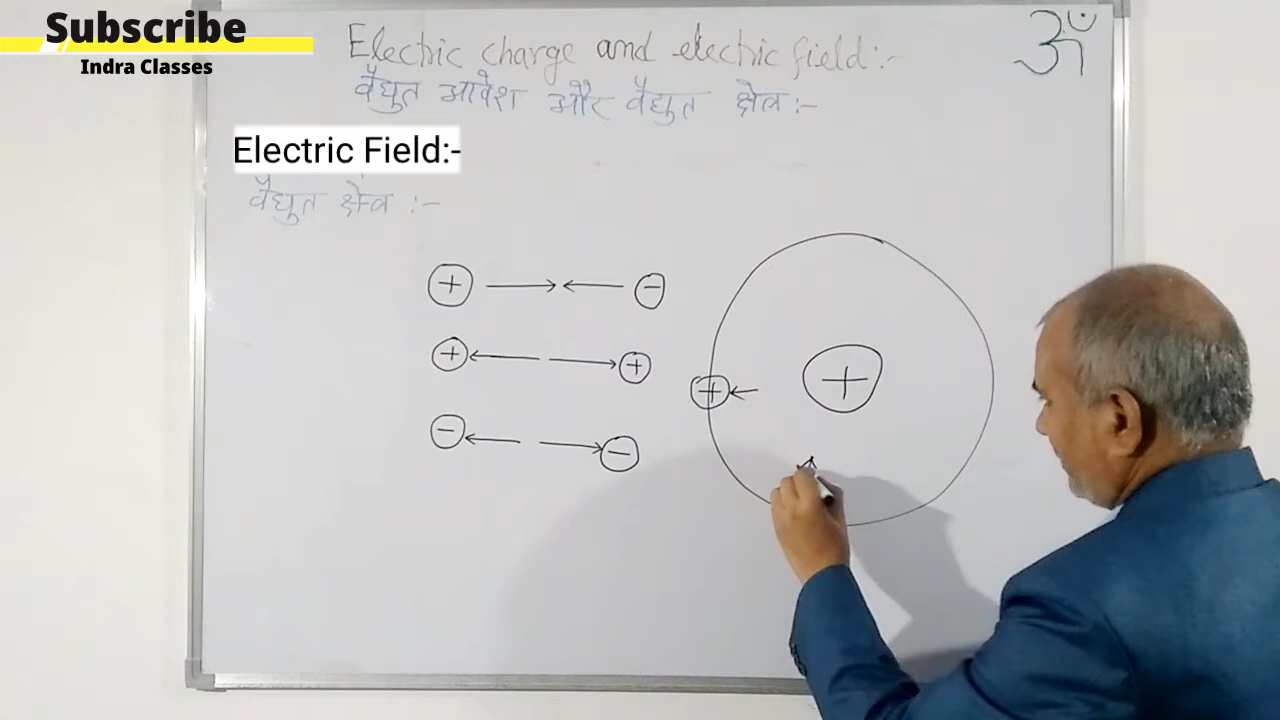 Subscribe
Indra Classes
Electric charge and electric field:-
वैद्युत आवेश और वैद्युत क्षेत्र:-
ॐ
Electric Field:-
वैद्युत क्षेत्र :-
+ -
+ +
- -
+ +